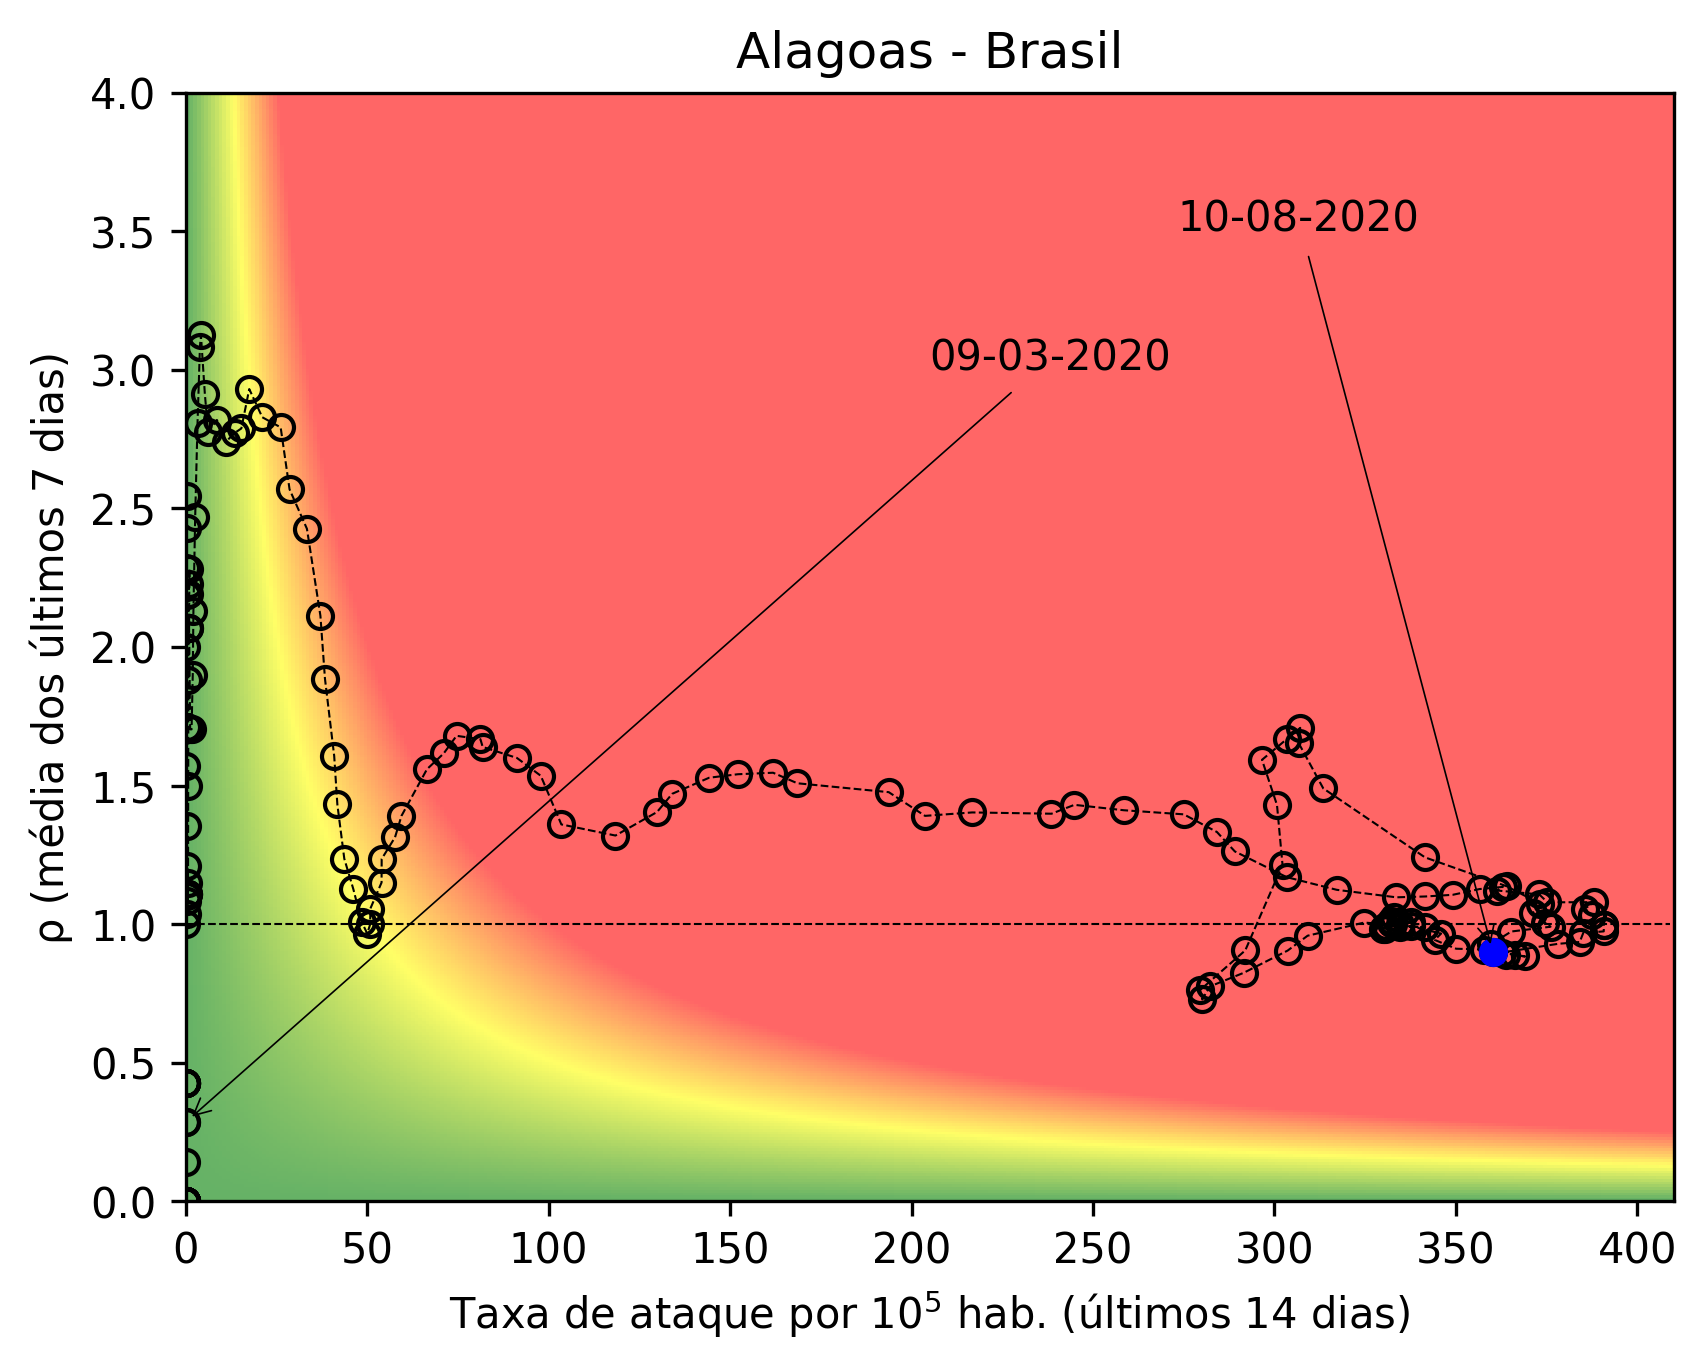 Alagoas - Brasil
4.0
3.5
3.0
2.5
2.0
1.5
1.0
0.5
0.0
ρ (média dos últimos 7 dias)
10-08-2020
09-03-2020
0 50 100 150 200 250 300 350 400
Taxa de ataque por 10⁵ hab. (últimos 14 dias)